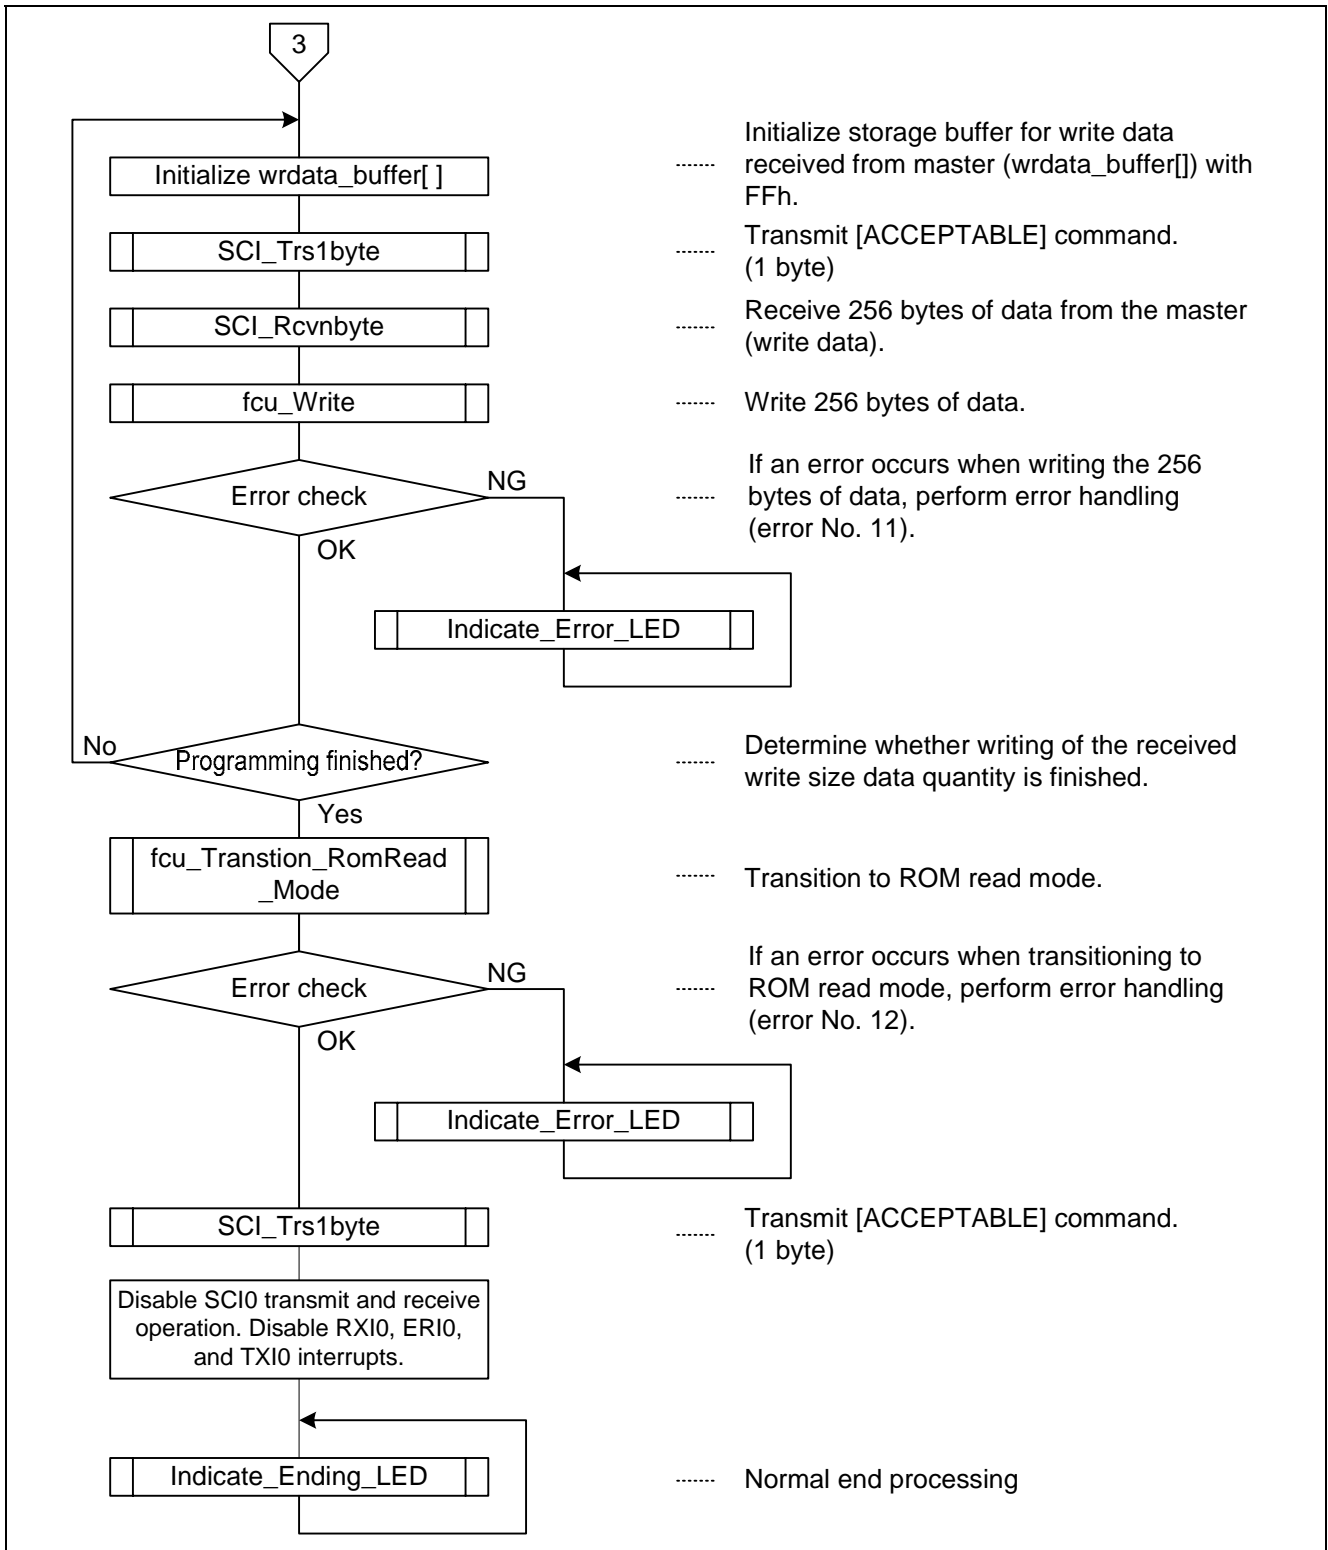 3
Initialize wrdata_buffer[ ]
Initialize storage buffer for write data
received from master (wrdata_buffer[]) with
FFh.
SCI_Trs1byte
Transmit [ACCEPTABLE] command.
(1 byte)
SCI_Rcvnbyte
Receive 256 bytes of data from the master
(write data).
fcu_Write
Write 256 bytes of data.
Error check
NG
OK
If an error occurs when writing the 256
bytes of data, perform error handling
(error No. 11).
Indicate_Error_LED
No
Programming finished?
Yes
Determine whether writing of the received
write size data quantity is finished.
fcu_Transtion_RomRead
_Mode
Transition to ROM read mode.
Error check
NG
OK
If an error occurs when transitioning to
ROM read mode, perform error handling
(error No. 12).
Indicate_Error_LED
SCI_Trs1byte
Transmit [ACCEPTABLE] command.
(1 byte)
Disable SCI0 transmit and receive
operation. Disable RXI0, ERI0,
and TXI0 interrupts.
Indicate_Ending_LED
Normal end processing